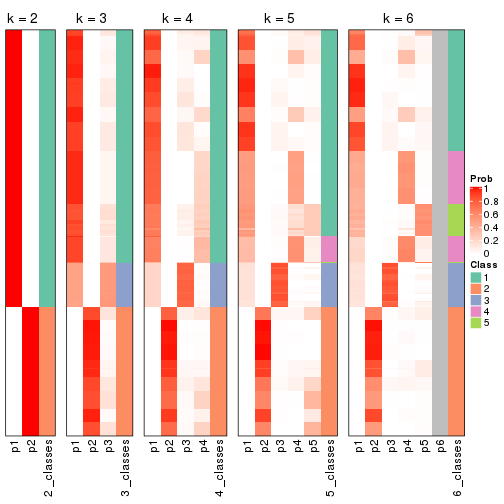 k = 2
k = 3
k = 4
k = 5
k = 6
Prob
1
0.8
0.6
0.4
0.2
0
Class
1
2
3
4
5
p1
p2
2_classes
p1
p2
p3
3_classes
p1
p2
p3
p4
4_classes
p1
p2
p3
p4
p5
5_classes
p1
p2
p3
p4
p5
p6
6_classes